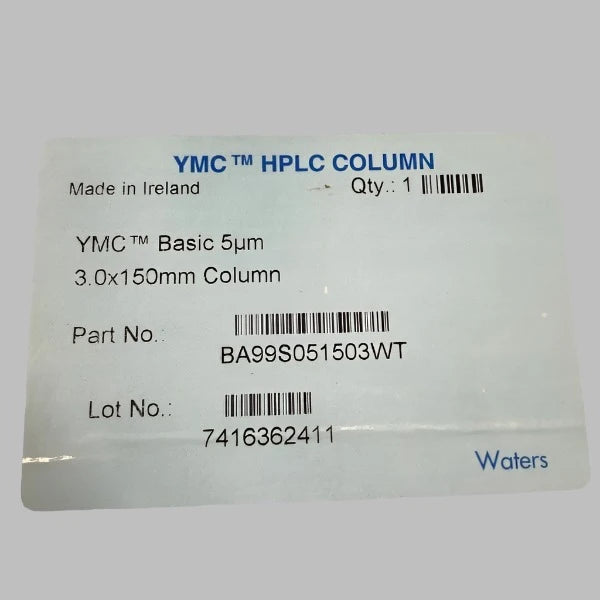 YMC™ HPLC COLUMN
Made in Ireland Qty.: 1
YMC™ Basic 5µm
3.0x150mm Column
Part No.:
BA99S051503WT
Lot No.:
7416362411
Waters